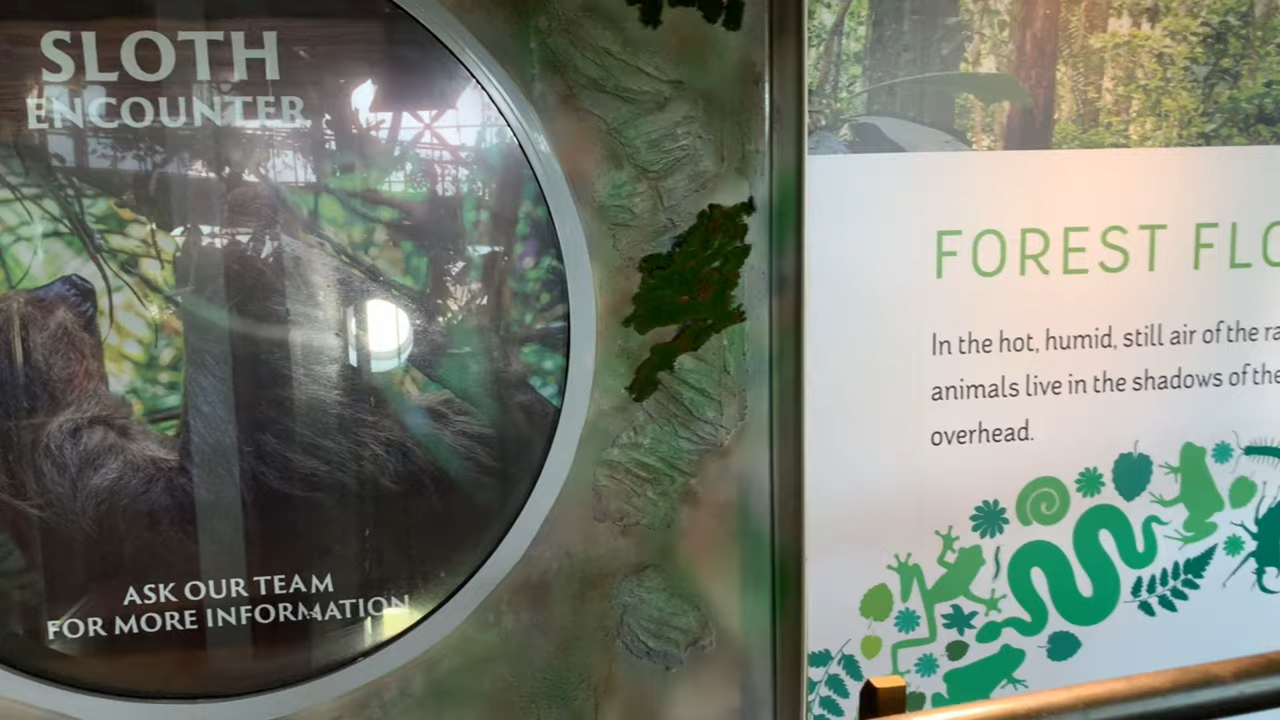 SLOTH
ENCOUNTER
ASK OUR TEAM
FOR MORE INFORMATION
FOREST FLO
In the hot, humid, still air of the ra
animals live in the shadows of the
overhead.